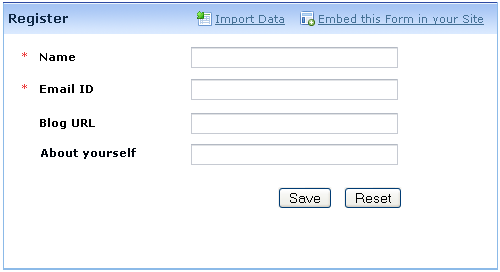 Register Import Data Embed this Form in your Site
* Name
* Email ID
Blog URL
About yourself
Save Reset